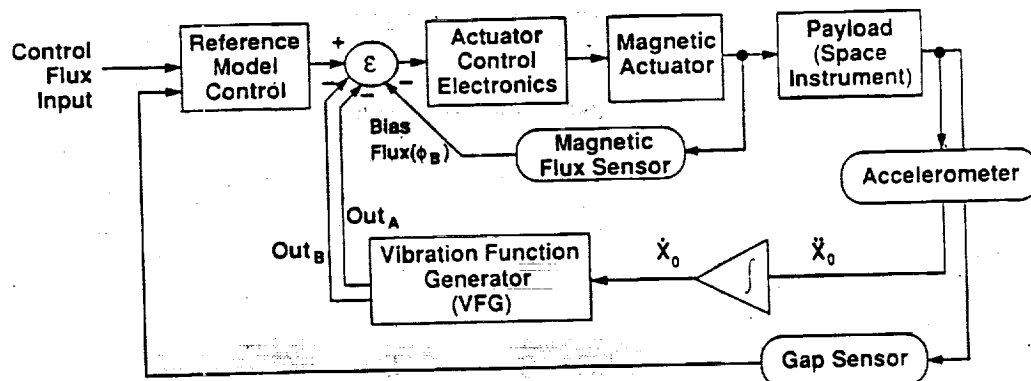 Control
Flux
Input
Reference
Model
Control
+
ε
−
−
−
Actuator
Control
Electronics
Magnetic
Actuator
Payload
(Space
Instrument)
Bias
Flux(ϕB)
Magnetic
Flux Sensor
Accelerometer
OutA
OutB
Vibration Function
Generator
(VFG)
Ẋ0
∫
Ẍ0
Gap Sensor